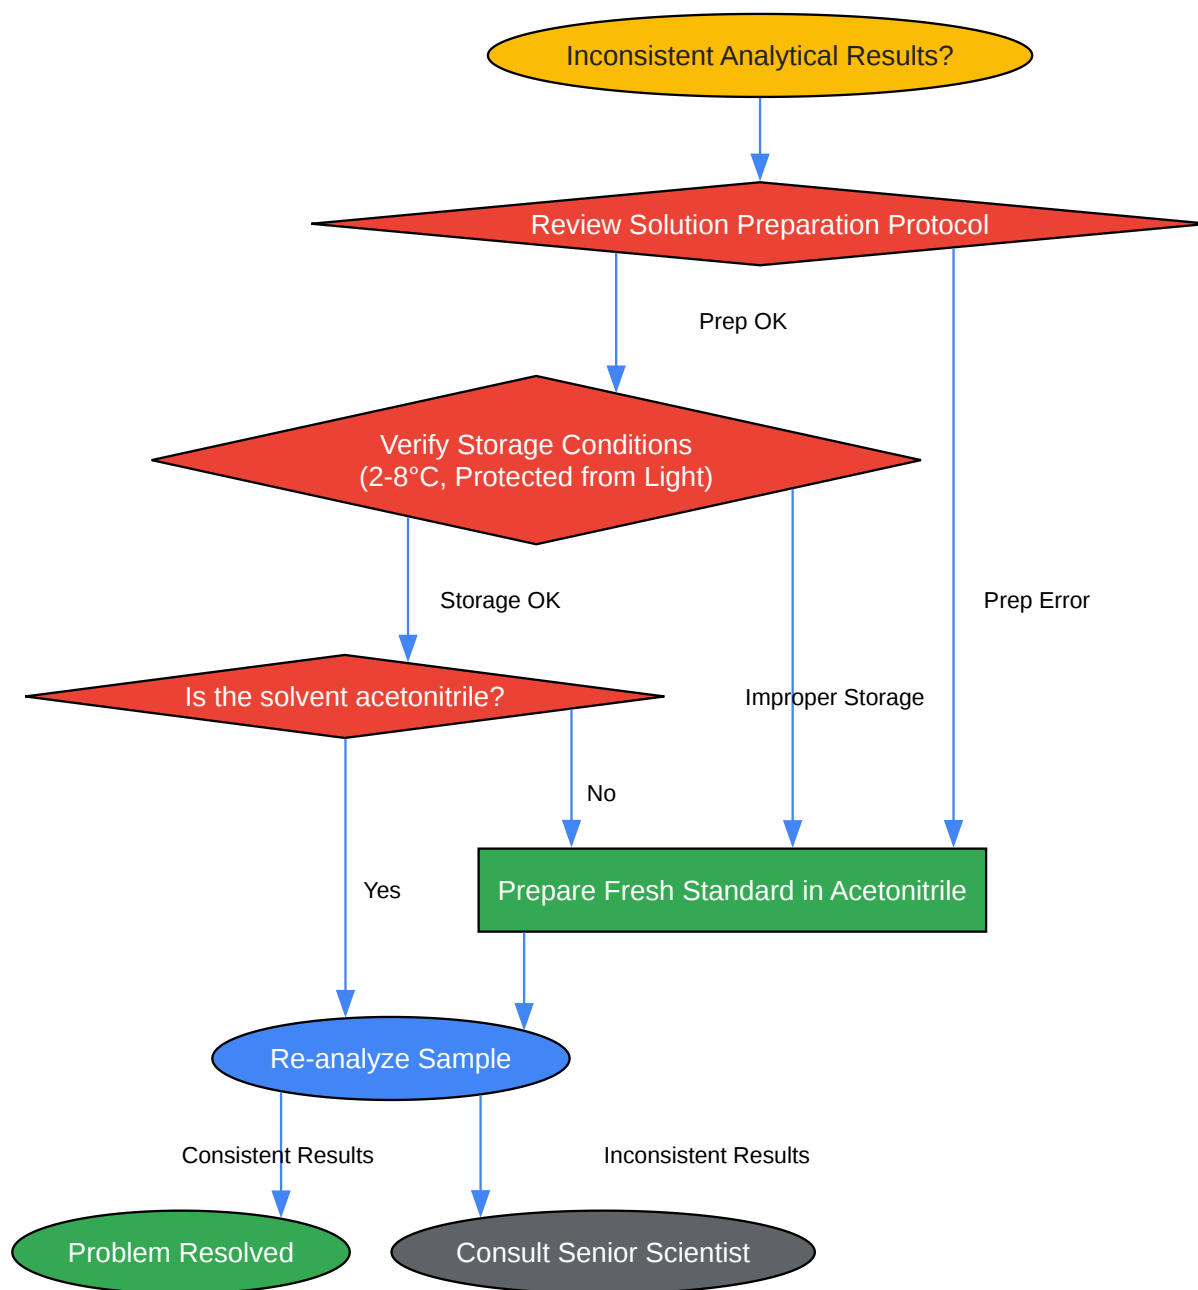 Inconsistent Analytical Results?
Review Solution Preparation Protocol
Prep OK
Verify Storage Conditions
(2-8°C, Protected from Light)
Storage OK
Prep Error
Is the solvent acetonitrile?
Improper Storage
No
Yes
Prepare Fresh Standard in Acetonitrile
Re-analyze Sample
Consistent Results
Inconsistent Results
Problem Resolved
Consult Senior Scientist